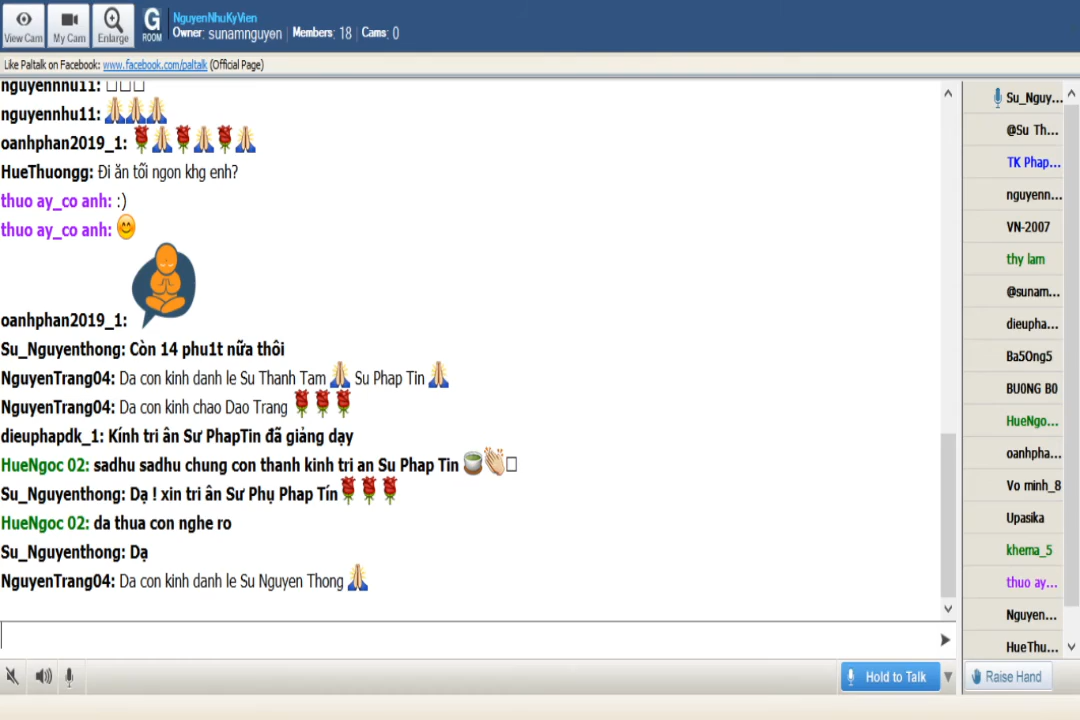 View Cam
My Cam
Enlarge
G
ROOM
NguyenNhuKyVien
Owner: sunamnguyen Members: 18 Cams: 0
Like Paltalk on Facebook: www.facebook.com/paltalk (Official Page)
nguyennhu11:
nguyennhu11: 🙏🙏🙏
oanhphan2019_1: 🌹🙏🌹🙏🌹🙏
HueThuongg: Đi ăn tối ngon khg enh?
thuo ay_co anh: :)
thuo ay_co anh: 😊
oanhphan2019_1:
Su_Nguyenthong: Còn 14 phu1t nữa thôi
NguyenTrang04: Da con kinh danh le Su Thanh Tam 🙏 Su Phap Tin 🙏
NguyenTrang04: Da con kinh chao Dao Trang 🌹🌹🌹
dieuphapdk_1: Kính tri ân Sư PhapTin đã giảng dạy
HueNgoc 02: sadhu sadhu chung con thanh kinh tri an Su Phap Tin 🍵👏
Su_Nguyenthong: Dạ ! xin tri ân Sư Phụ Phap Tín🌹🌹🌹
HueNgoc 02: da thua con nghe ro
Su_Nguyenthong: Dạ
NguyenTrang04: Da con kinh danh le Su Nguyen Thong 🙏
Su_Nguy...
@Su Th...
TK Phap...
nguyenn...
VN-2007
thy lam
@sunam...
dieupha...
Ba5Ong5
BU0NG B0
HueNgo...
oanhpha...
Vo minh_8
Upasika
khema_5
thuo ay...
Nguyen...
HueThu...
Hold to Talk
Raise Hand